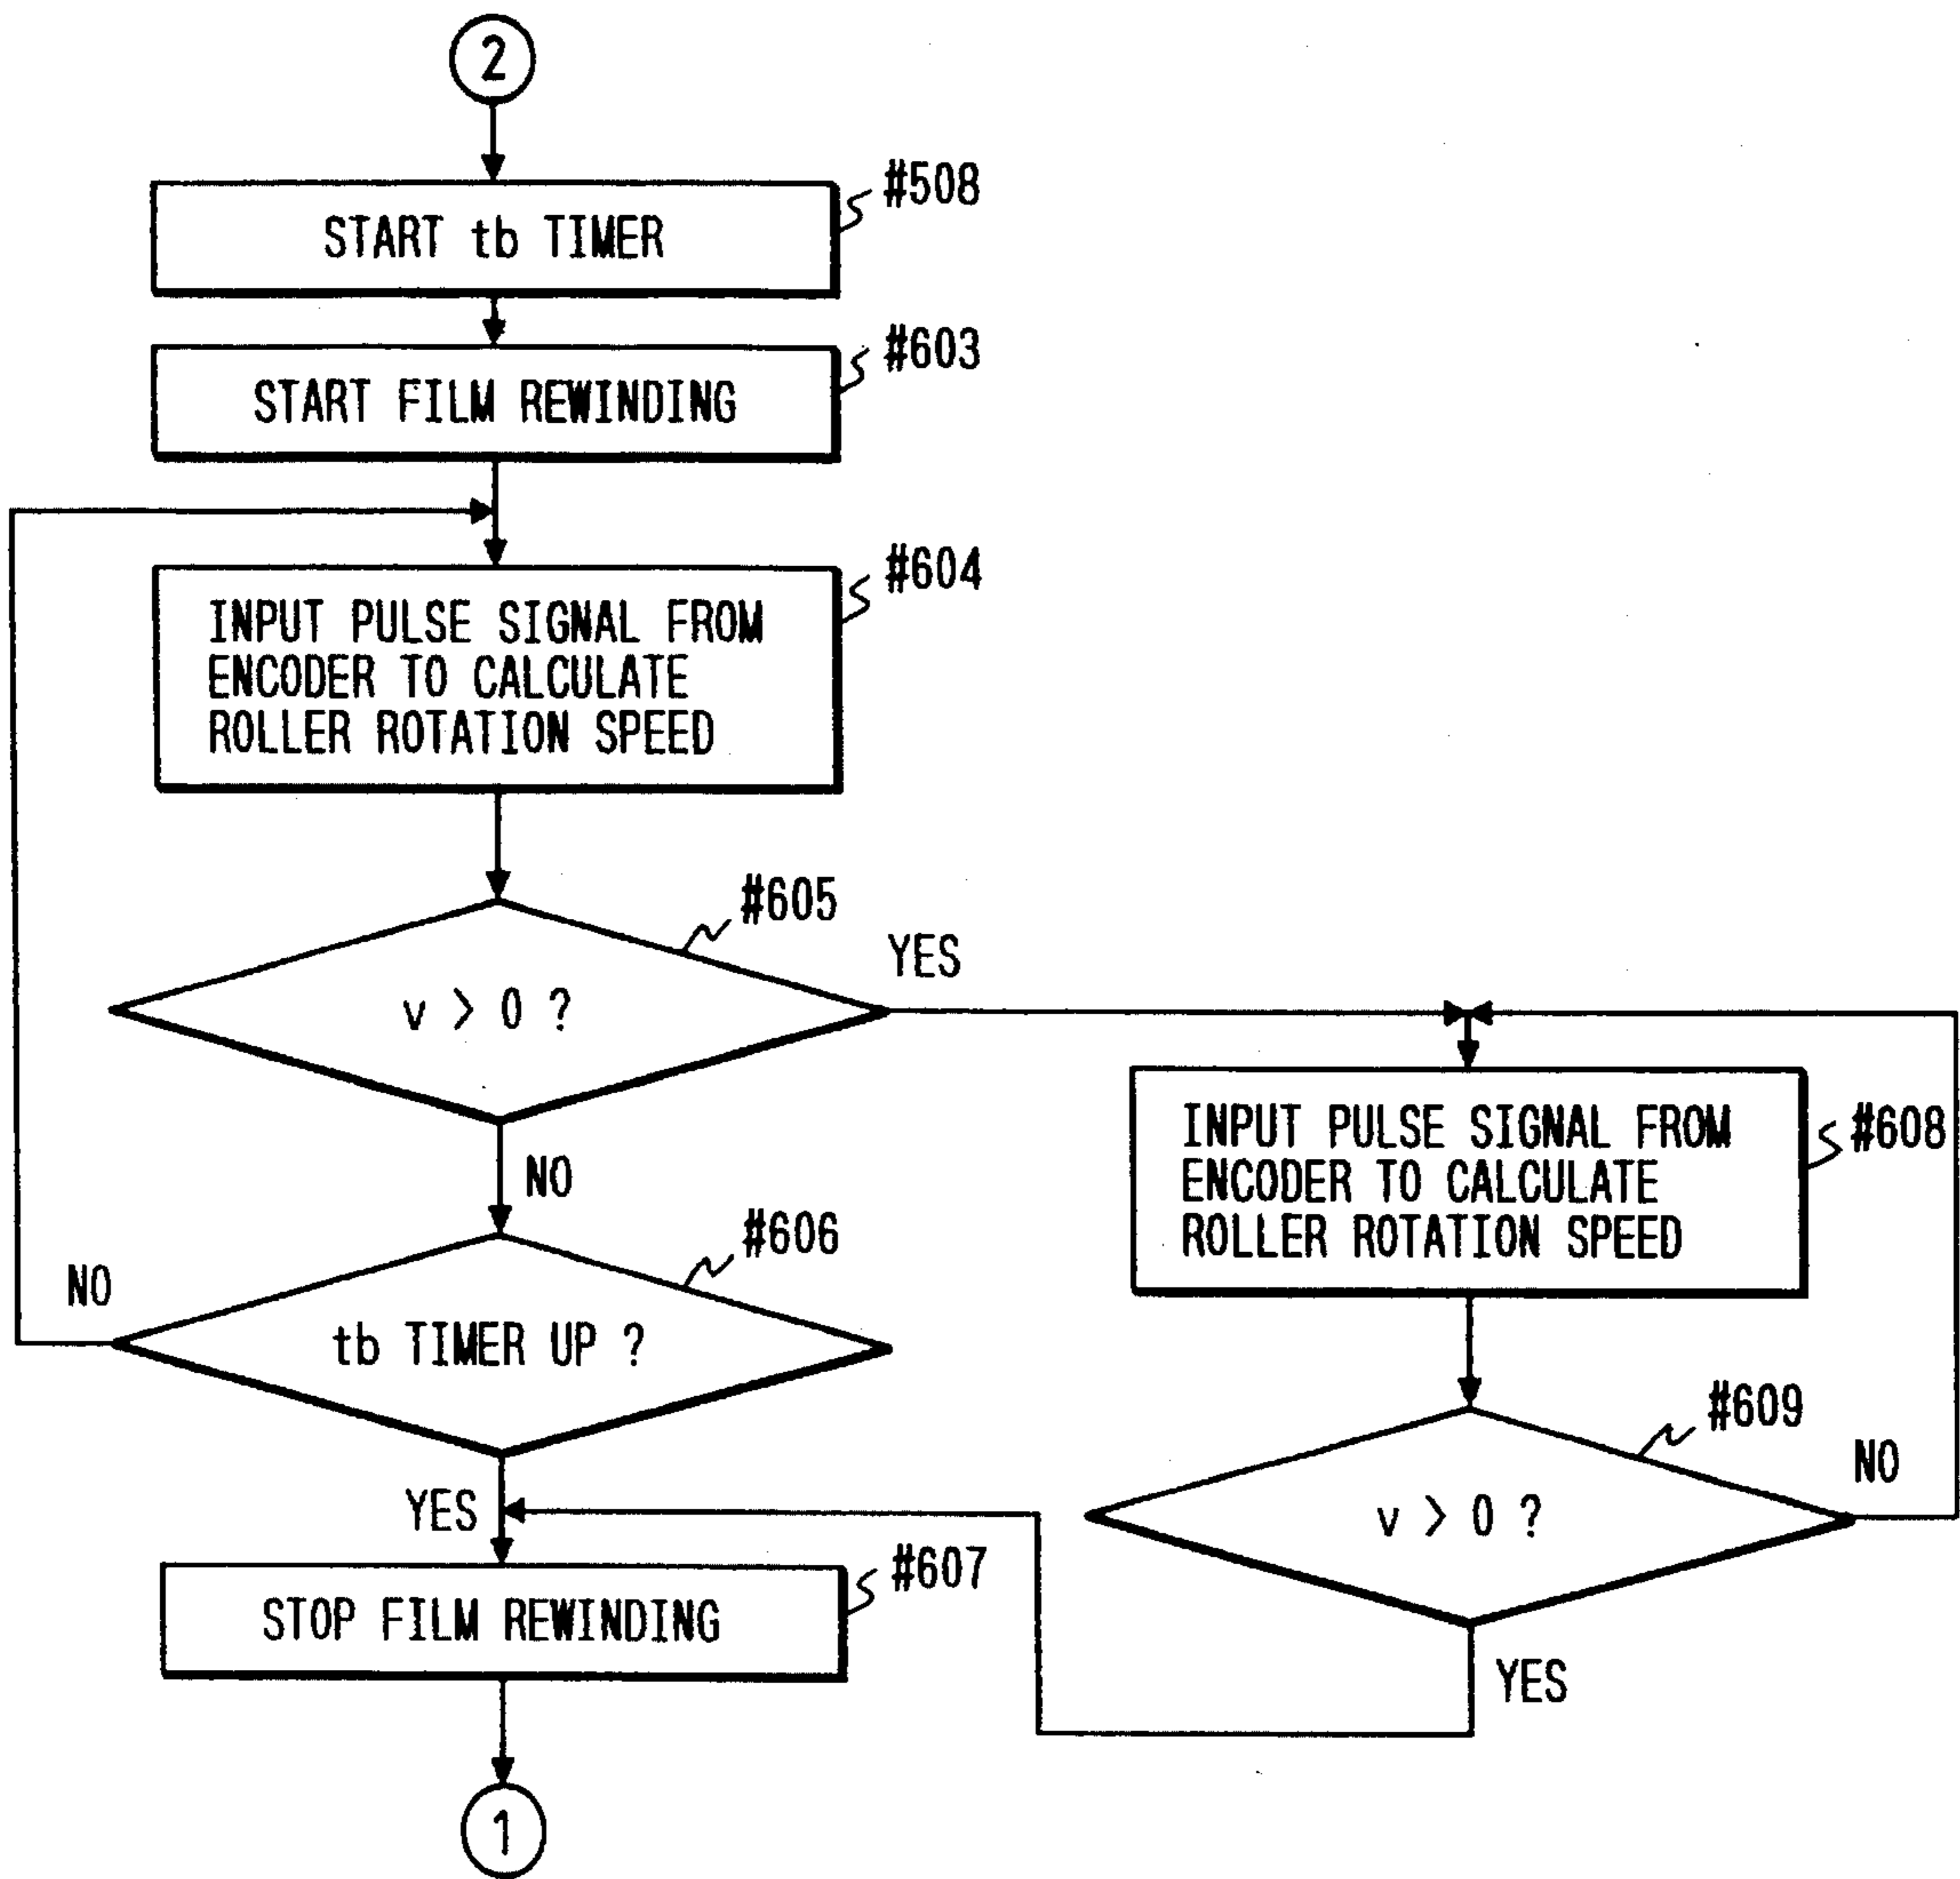 2
#508
START tb TIMER
#603
START FILM REWINDING
#604
INPUT PULSE SIGNAL FROM
ENCODER TO CALCULATE
ROLLER ROTATION SPEED
#605
YES
v > 0 ?
NO
#606
NO
tb TIMER UP ?
YES
#607
STOP FILM REWINDING
1
#608
INPUT PULSE SIGNAL FROM
ENCODER TO CALCULATE
ROLLER ROTATION SPEED
#609
NO
v > 0 ?
YES